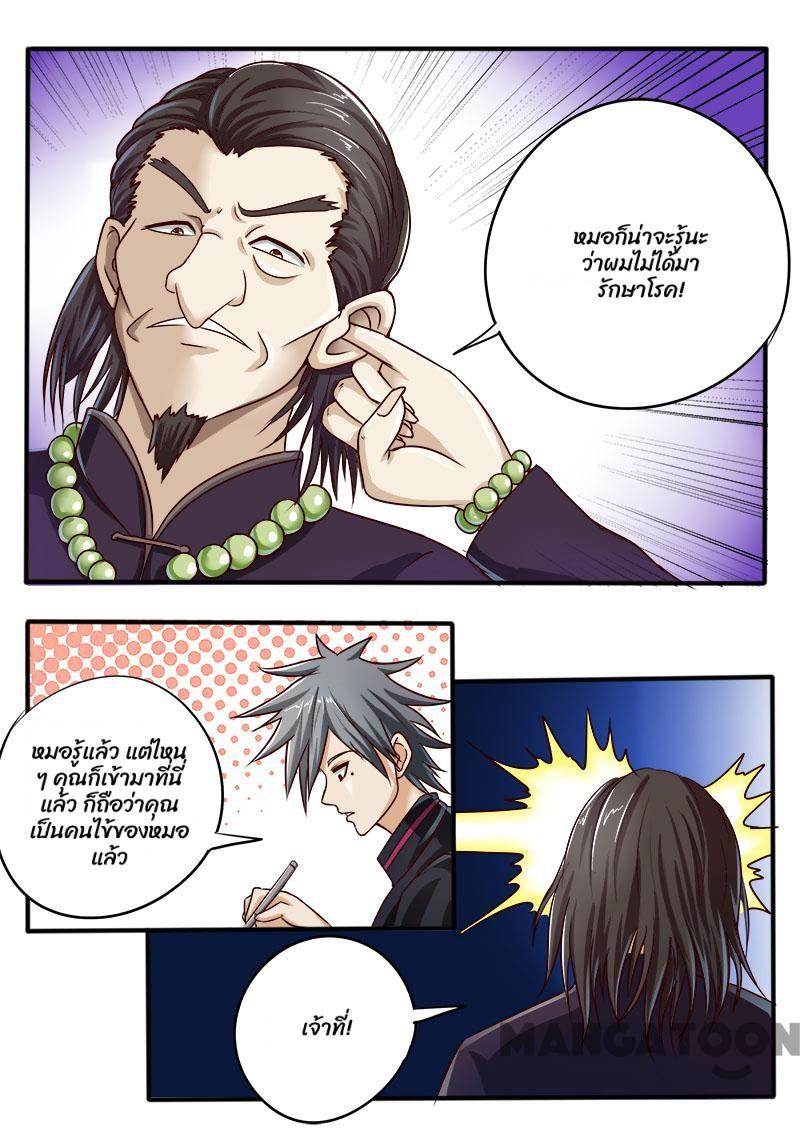 หมอก็น่าจะรู้นะ
ว่าผมไม่ได้มา
รักษาโรค!
หมอรู้แล้ว แต่ไหน
ๆ คุณก็เข้ามาที่นี่
แล้ว ก็ถือว่าคุณ
เป็นคนไข้ของหมอ
แล้ว
เจ้าที่!
MANGATOON